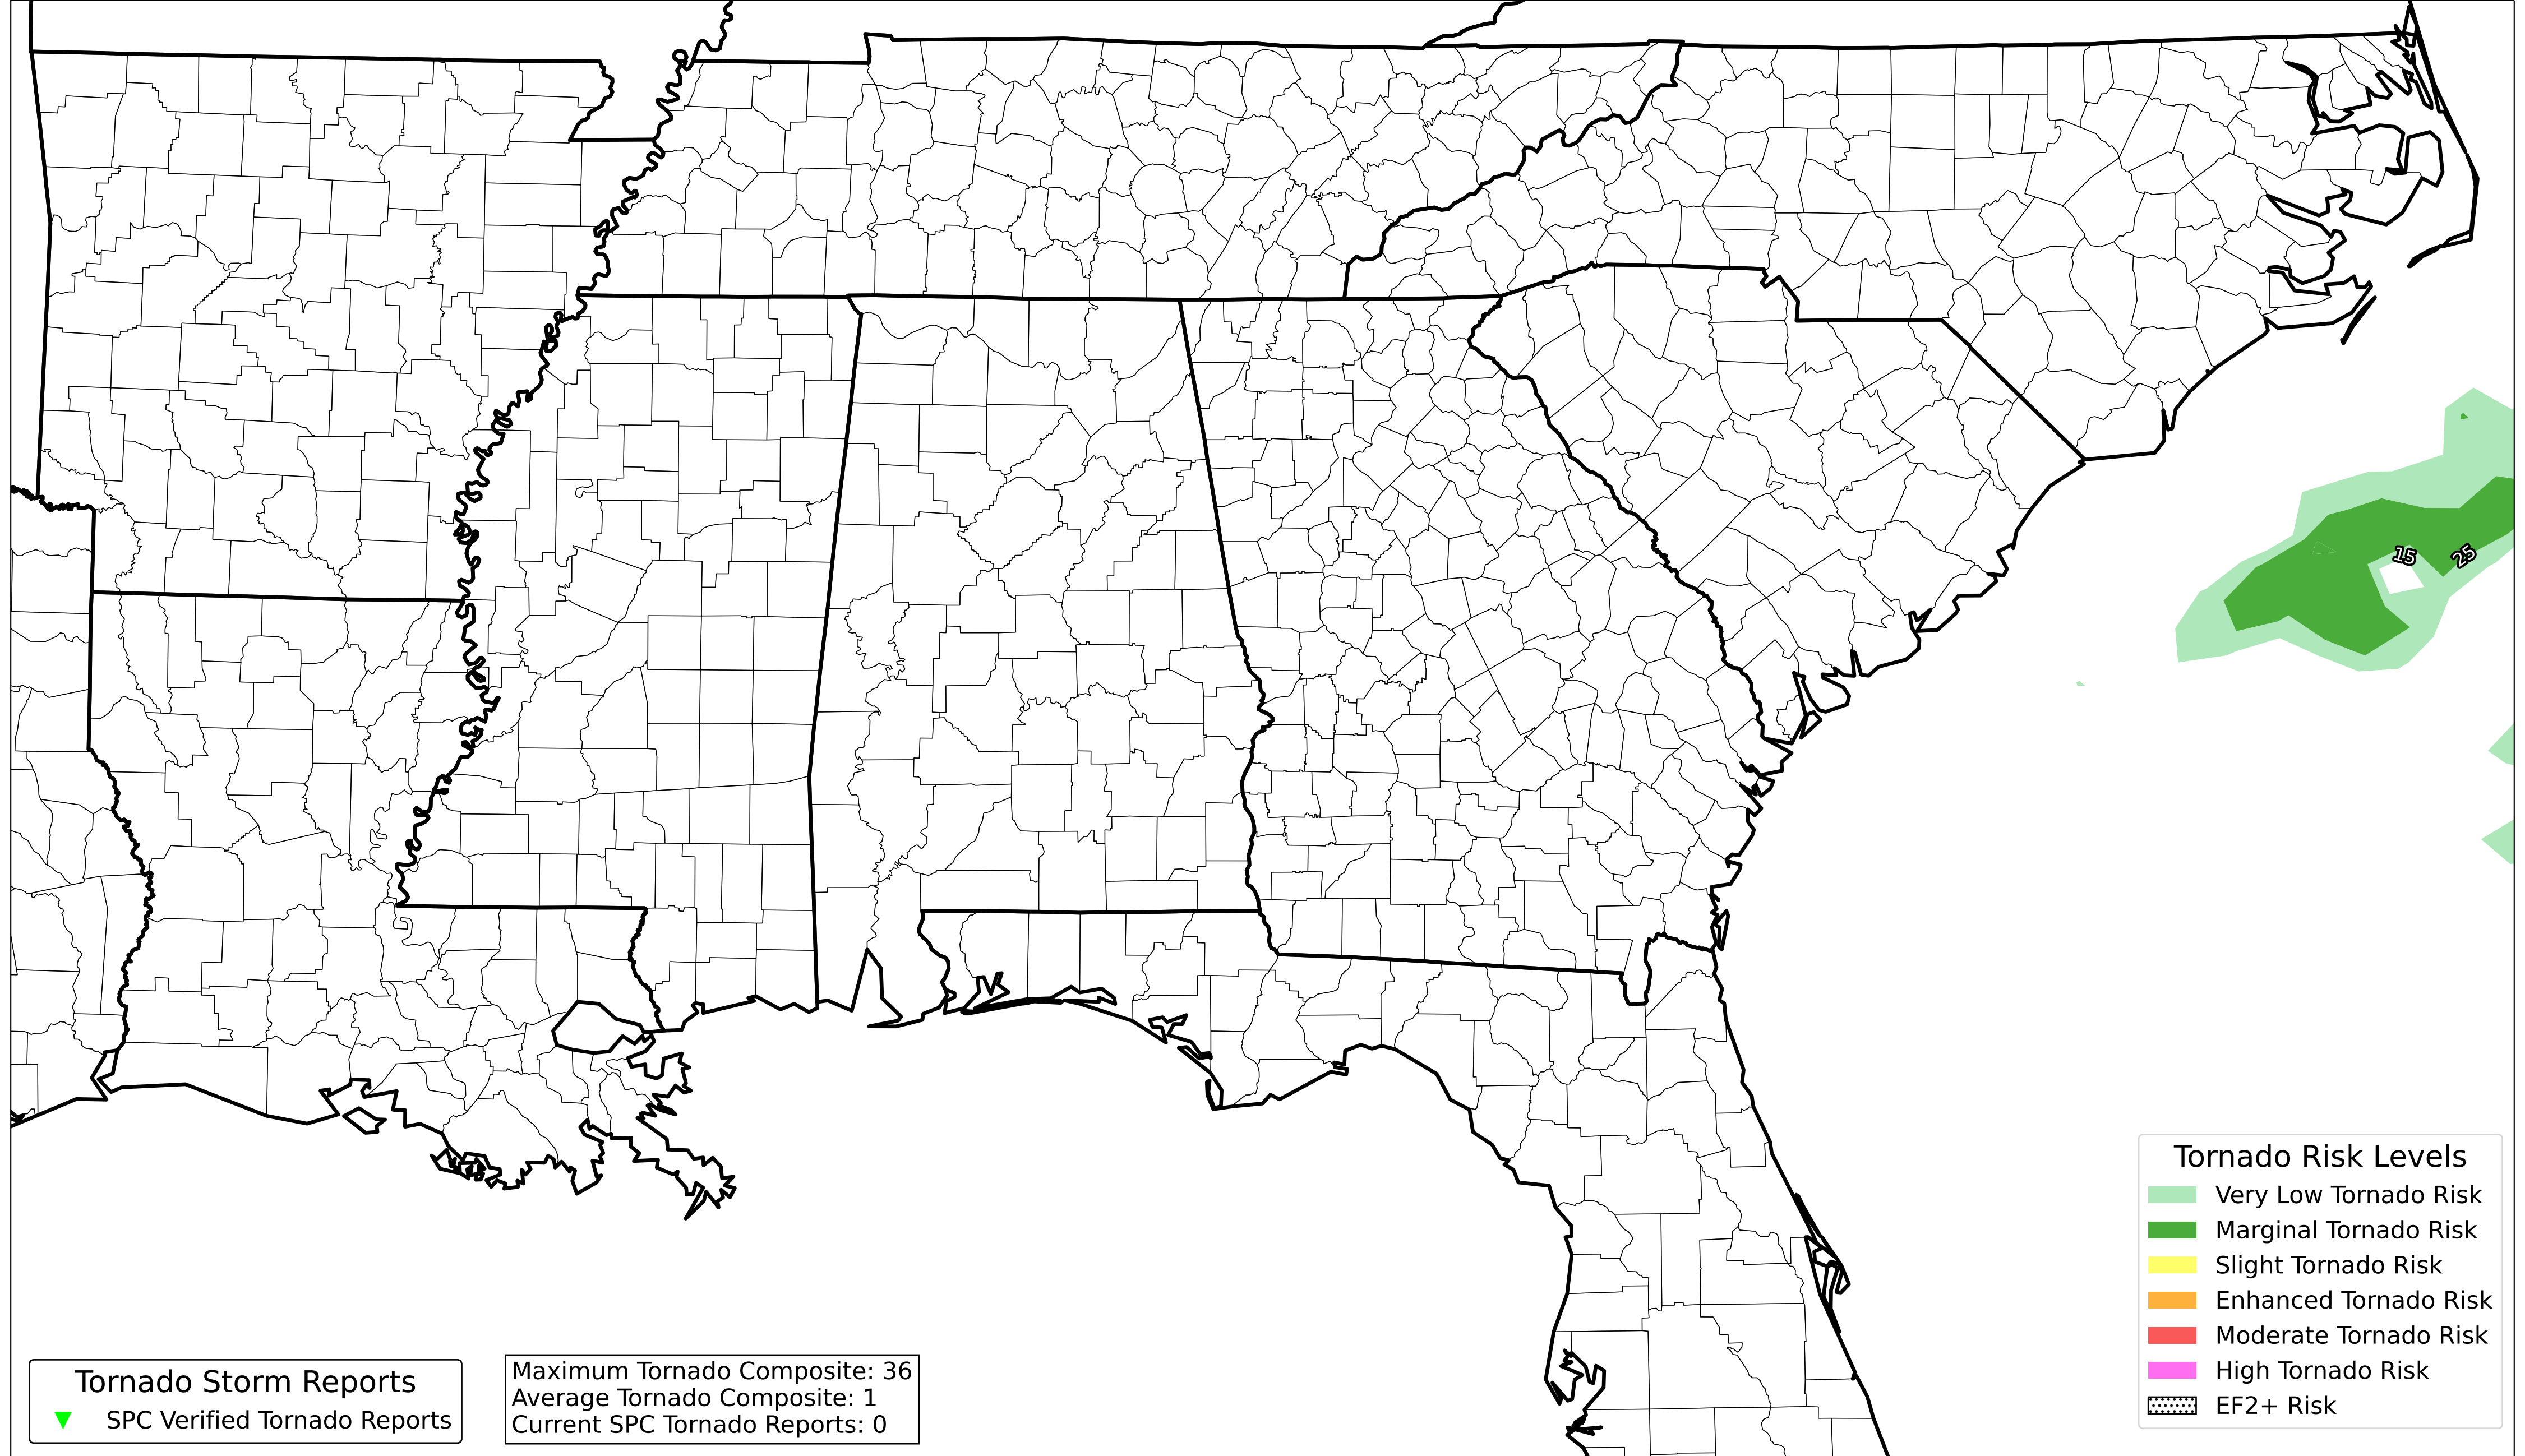 15
25
Tornado Risk Levels
Very Low Tornado Risk
Marginal Tornado Risk
Slight Tornado Risk
Enhanced Tornado Risk
Moderate Tornado Risk
High Tornado Risk
EF2+ Risk
Tornado Storm Reports
SPC Verified Tornado Reports
Maximum Tornado Composite: 36
Average Tornado Composite: 1
Current SPC Tornado Reports: 0